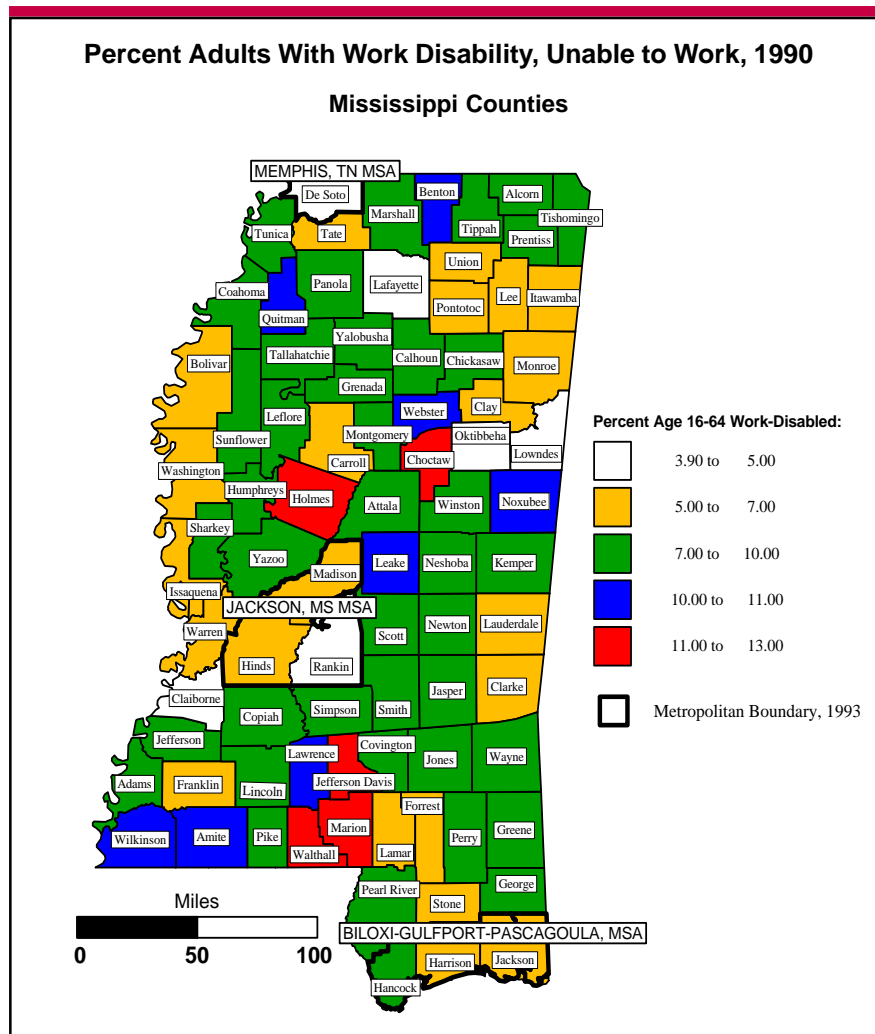 Percent Adults With Work Disability, Unable to Work, 1990
Mississippi Counties
MEMPHIS, TN MSA
De Soto
Benton
Alcorn
Marshall
Tishomingo
Tunica
Tate
Tippah
Prentiss
Union
Panola
Lafayette
Coahoma
Lee
Itawamba
Pontotoc
Quitman
Yalobusha
Tallahatchie
Calhoun
Chickasaw
Bolivar
Monroe
Grenada
Leflore
Webster
Clay
Sunflower
Montgomery
Oktibbeha
Carroll
Choctaw
Lowndes
Washington
Humphreys
Holmes
Attala
Winston
Noxubee
Sharkey
Yazoo
Madison
Leake
Neshoba
Kemper
Issaquena
JACKSON, MS MSA
Warren
Scott
Newton
Lauderdale
Hinds
Rankin
Jasper
Clarke
Claiborne
Copiah
Simpson
Smith
Jefferson
Lawrence
Covington
Jones
Wayne
Adams
Franklin
Lincoln
Jefferson Davis
Forrest
Wilkinson
Amite
Pike
Marion
Walthall
Lamar
Perry
Greene
Pearl River
George
Stone
BILOXI-GULFPORT-PASCAGOULA, MSA
Harrison
Jackson
Hancock
Percent Age 16-64 Work-Disabled:
3.90 to 5.00
5.00 to 7.00
7.00 to 10.00
10.00 to 11.00
11.00 to 13.00
Metropolitan Boundary, 1993
Miles
0 50 100